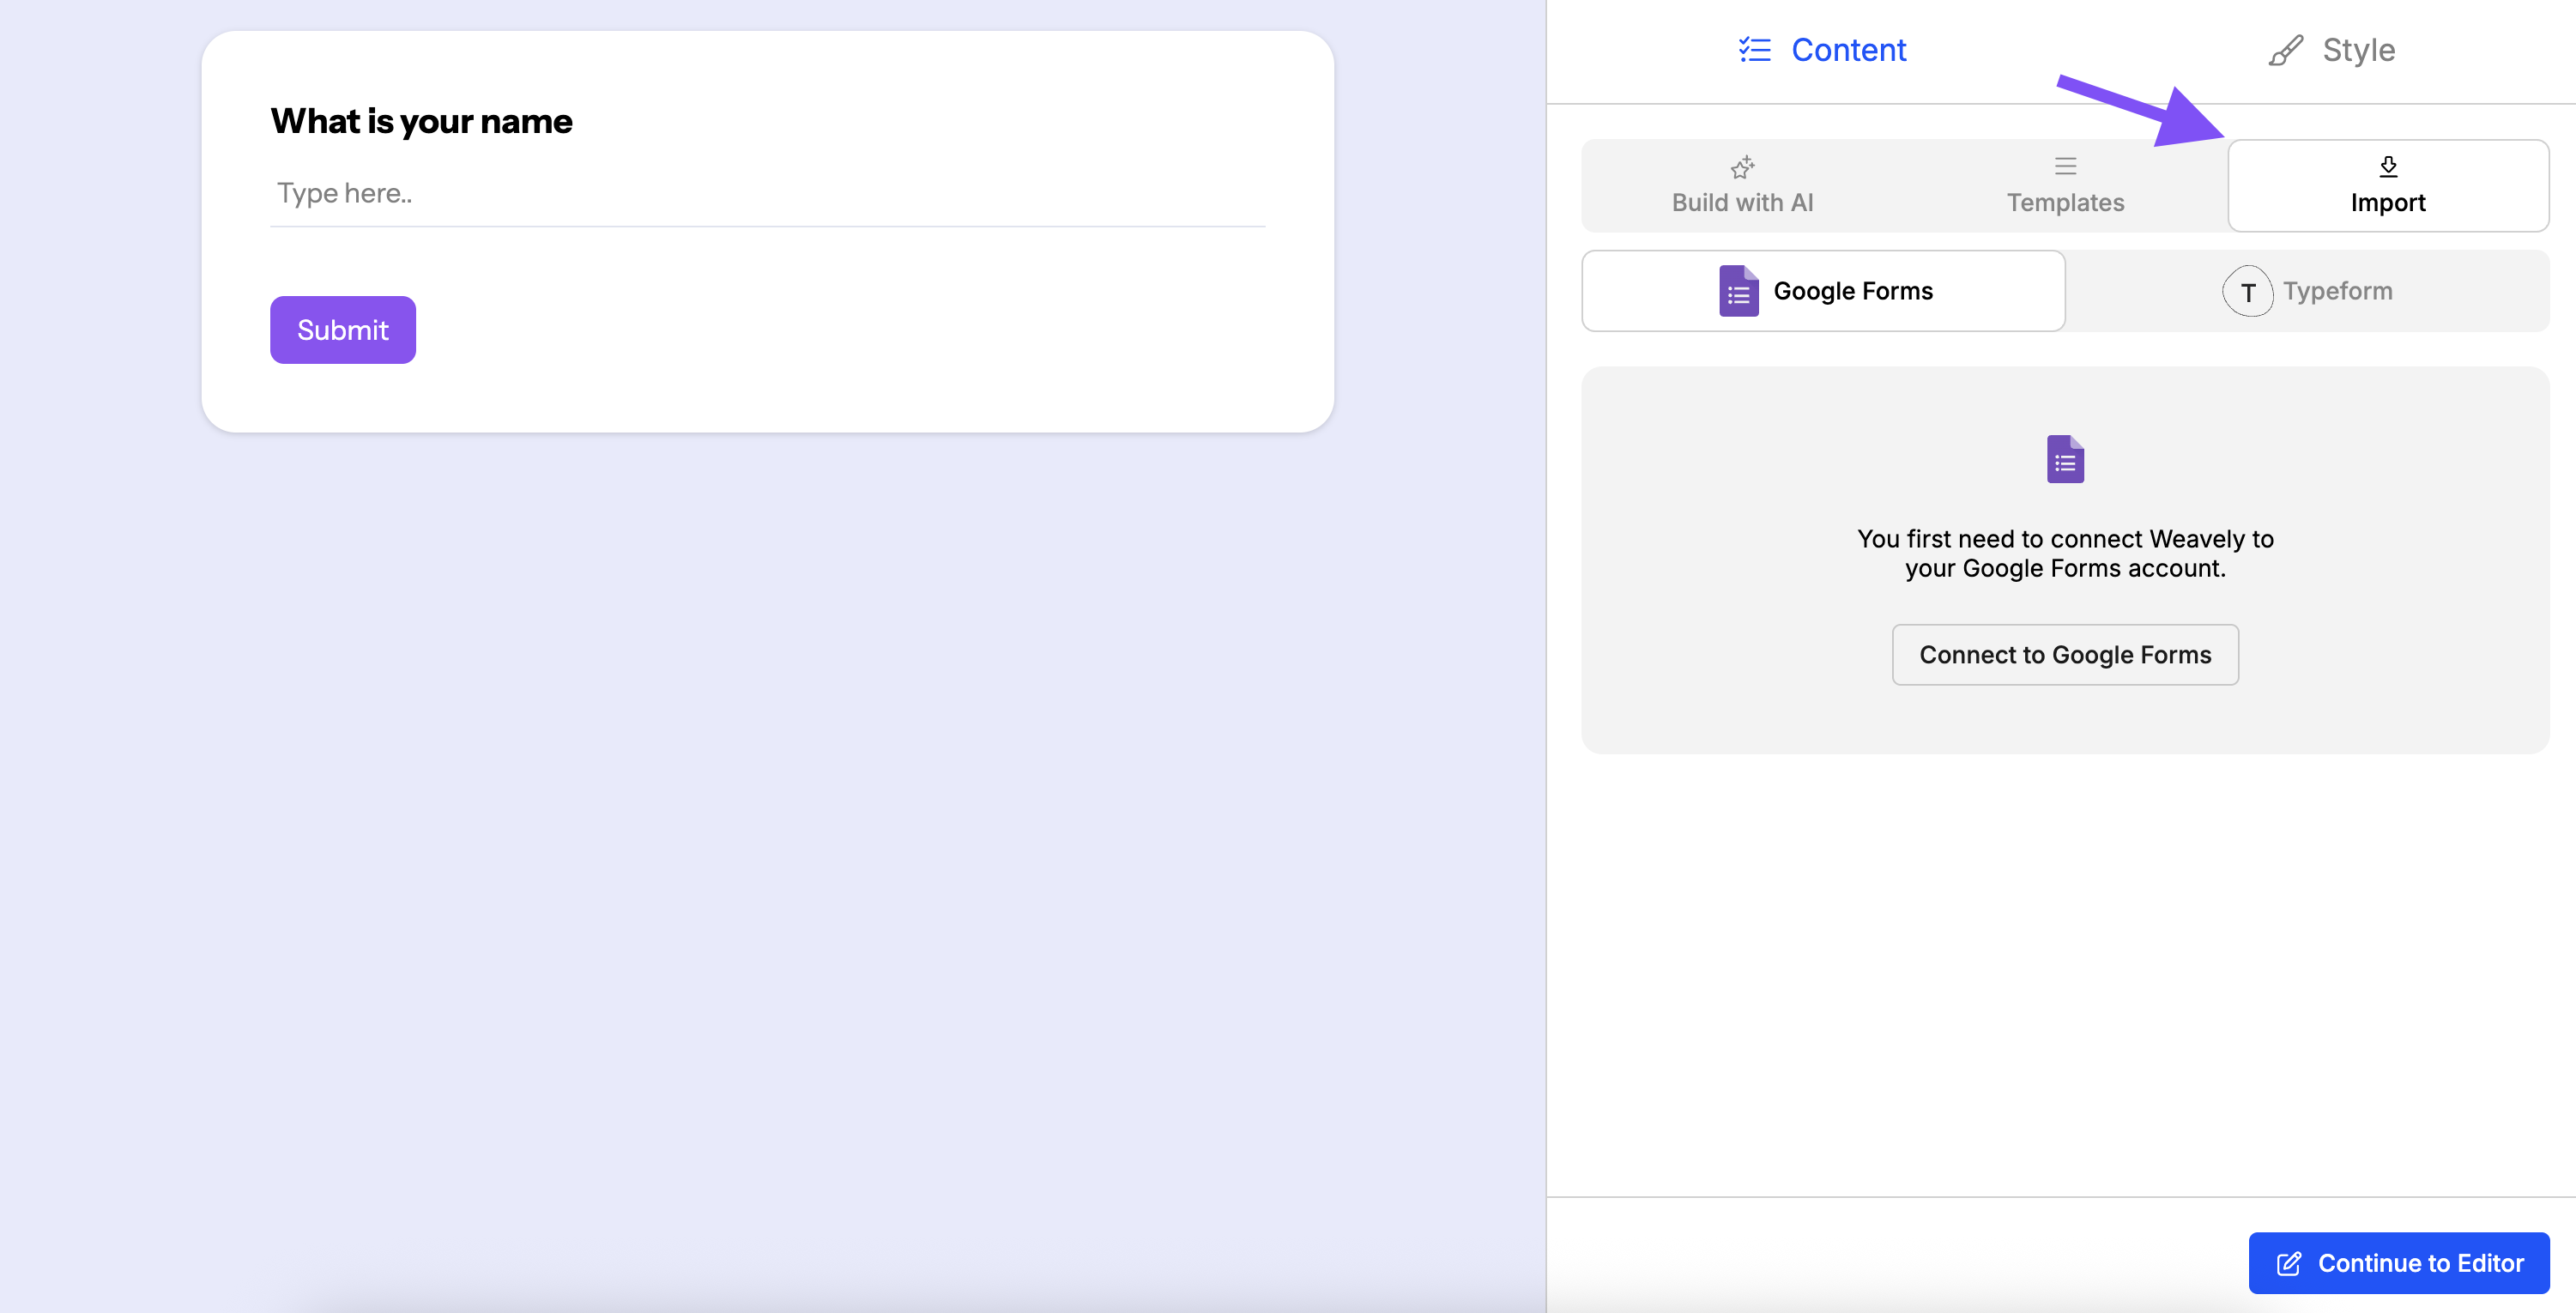 What is your name
Type here..
Submit
Content
Style
Build with AI
Templates
Import
Google Forms
T Typeform
You first need to connect Weavely to
your Google Forms account.
Connect to Google Forms
Continue to Editor